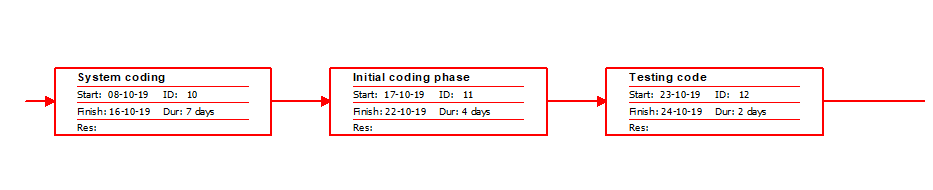 System coding
Start: 08-10-19 ID: 10
Finish: 16-10-19 Dur: 7 days
Res:
Initial coding phase
Start: 17-10-19 ID: 11
Finish: 22-10-19 Dur: 4 days
Res:
Testing code
Start: 23-10-19 ID: 12
Finish: 24-10-19 Dur: 2 days
Res: